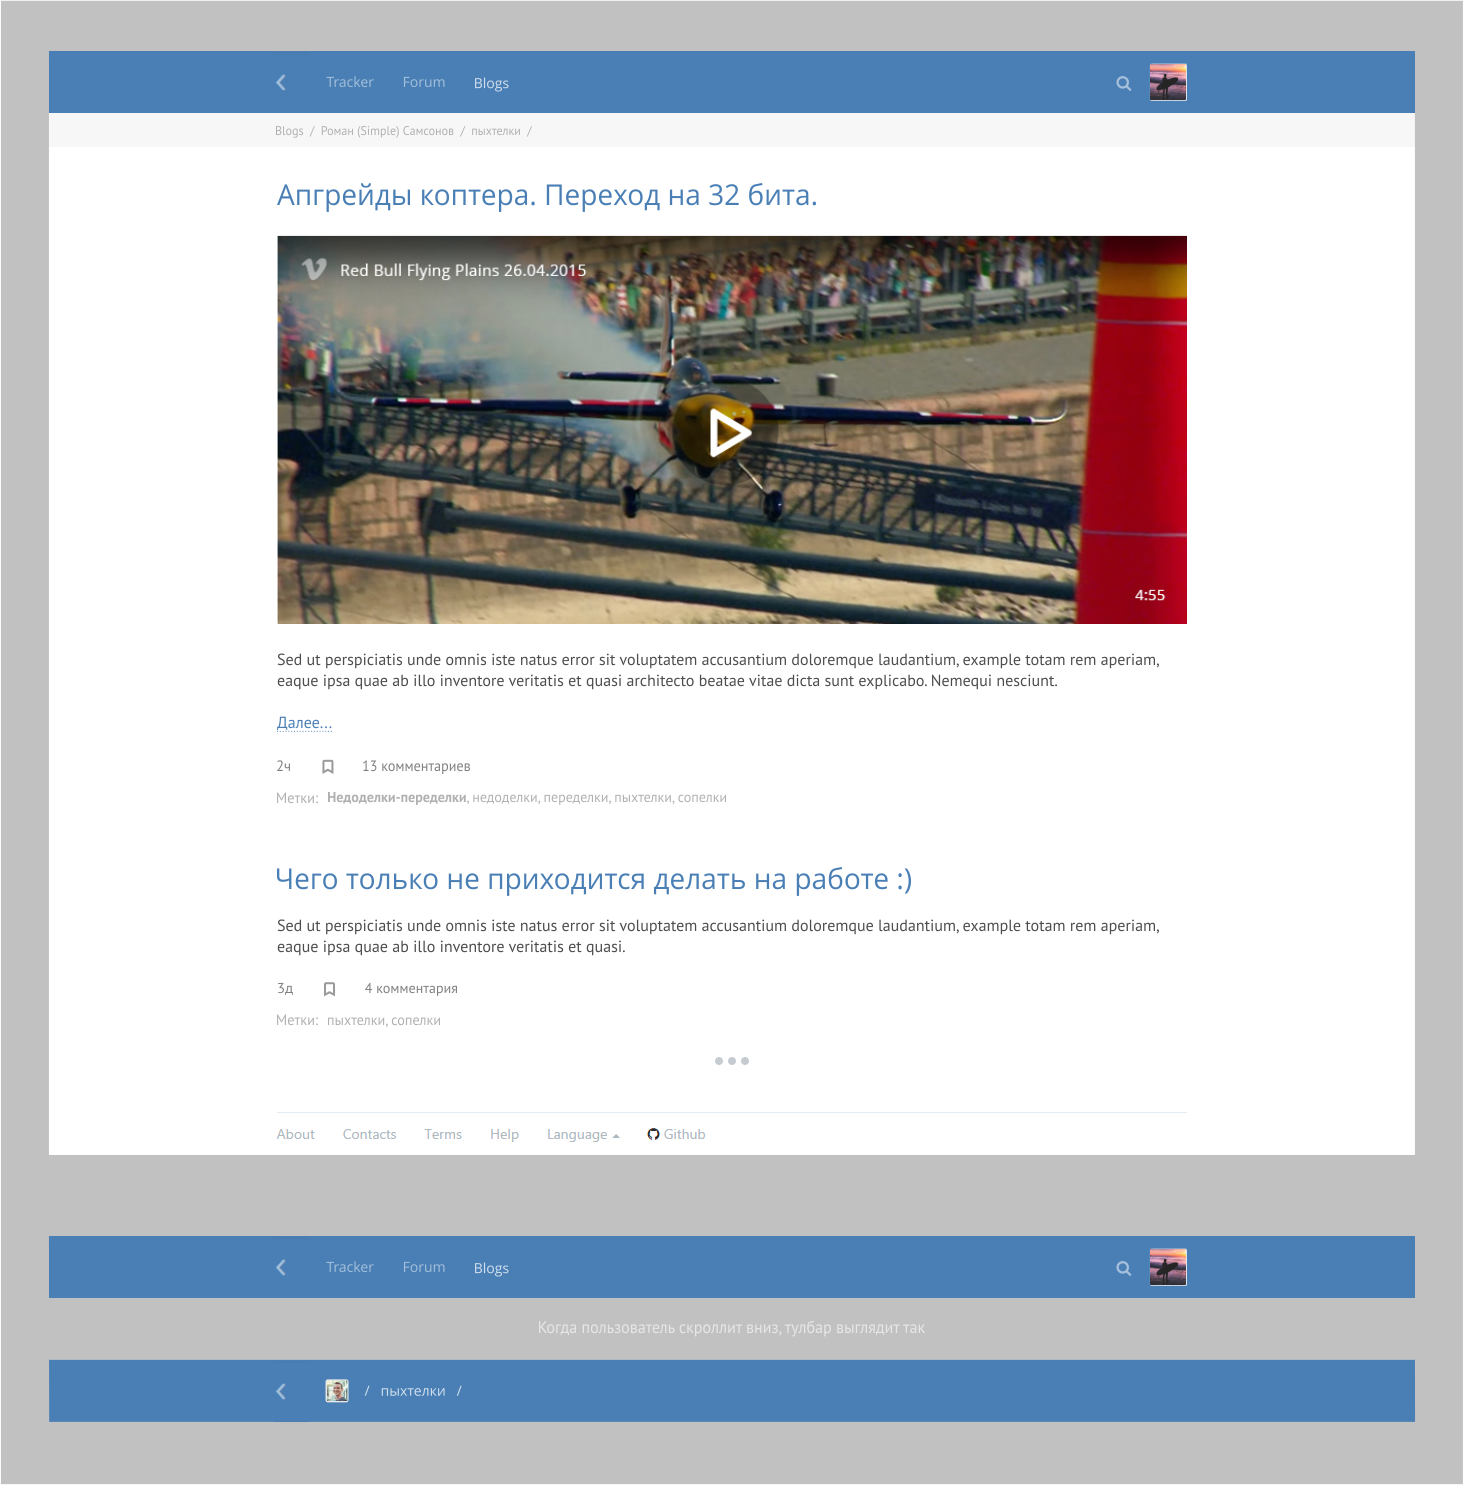 Tracker Forum Blogs
Blogs / Роман (Simple) Самсонов / пыхтелки /
Апгрейды коптера. Переход на 32 бита.
Red Bull Flying Plains 26.04.2015
4:55
Sed ut perspiciatis unde omnis iste natus error sit voluptatem accusantium doloremque laudantium, example totam rem aperiam,
eaque ipsa quae ab illo inventore veritatis et quasi architecto beatae vitae dicta sunt explicabo. Nemequi nesciunt.
Далее...
2ч 13 комментариев
Метки: Недоделки-переделки, недоделки, переделки, пыхтелки, сопелки
Чего только не приходится делать на работе :)
Sed ut perspiciatis unde omnis iste natus error sit voluptatem accusantium doloremque laudantium, example totam rem aperiam,
eaque ipsa quae ab illo inventore veritatis et quasi.
3д 4 комментария
Метки: пыхтелки, сопелки
About Contacts Terms Help Language Github
Tracker Forum Blogs
Когда пользователь скроллит вниз, тулбар выглядит так
/ пыхтелки /